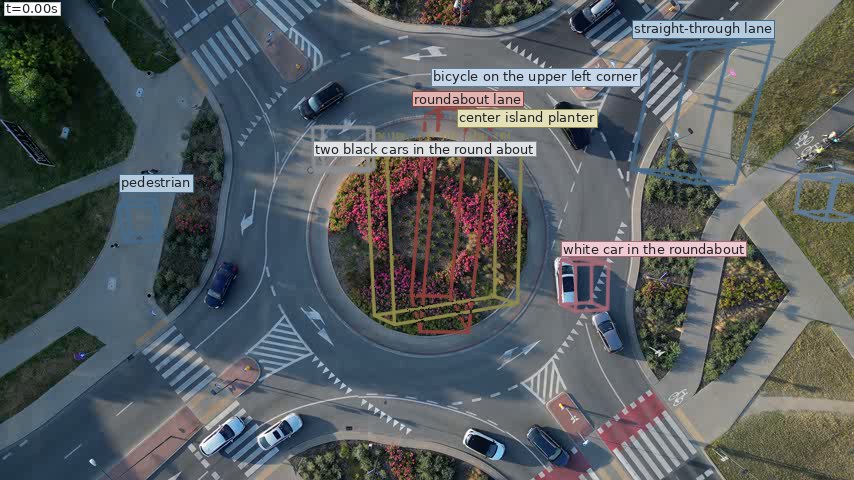 t=0.00s
straight-through lane
bicycle on the upper left corner
roundabout lane
center island planter
two black cars in the round about
pedestrian
white car in the roundabout